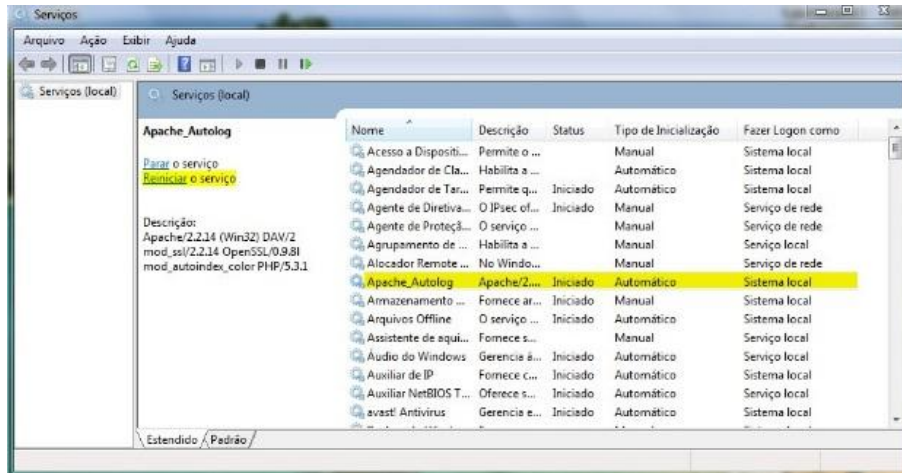 Serviços
Arquivo Ação Exibir Ajuda
Serviços (local)
Serviços (local)
Apache_Autolog
Parar o serviço
Reiniciar o serviço
Descrição:
Apache/2.2.14 (Win32) DAV/2
mod_ssl/2.2.14 OpenSSL/0.9.8l
mod_autoindex_color PHP/5.3.1
Nome Descrição Status Tipo de Inicialização Fazer Logon como
Acesso a Dispositi... Permite o ... Manual Sistema local
Agendador de Cla... Habilita a ... Automático Sistema local
Agendador de Tar... Permite q... Iniciado Automático Sistema local
Agente de Diretiva... O IPsec of... Iniciado Manual Serviço de rede
Agente de Proteçã... O serviço ... Manual Serviço de rede
Agrupamento de ... Habilita a ... Manual Serviço local
Alocador Remote ... No Windo... Manual Serviço de rede
Apache_Autolog Apache/2.... Iniciado Automático Sistema local
Armazenamento ... Fornece ar... Iniciado Manual Sistema local
Arquivos Offline O serviço ... Iniciado Automático Sistema local
Assistente de aqui... Fornece s... Manual Serviço local
Áudio do Windows Gerencia á... Iniciado Automático Serviço local
Auxiliar de IP Fornece c... Iniciado Automático Sistema local
Auxiliar NetBIOS T... Oferece s... Iniciado Automático Serviço local
avast! Antivirus Gerencia e... Iniciado Automático Sistema local
Estendido Padrão